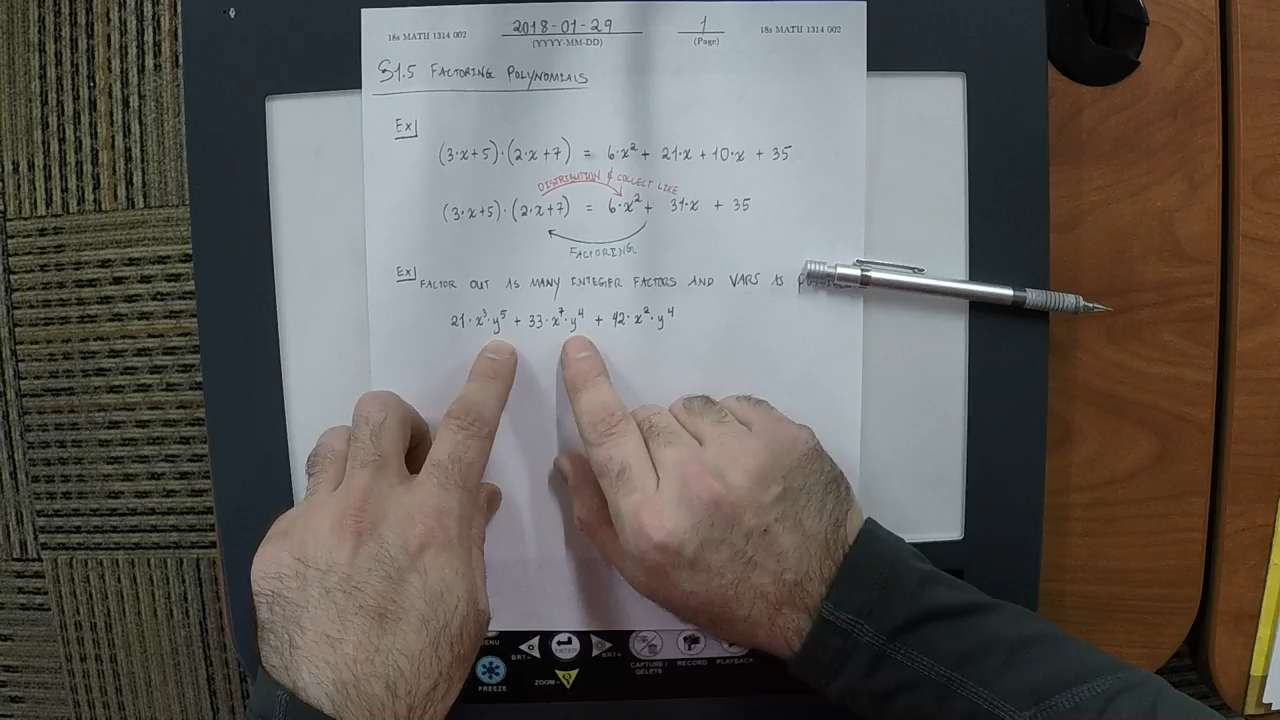 18s MATH 1314 002
2018-01-29
(YYYY-MM-DD)
1
(Page)
18s MATH 1314 002
§1.5 FACTORING POLYNOMIALS
Ex]
(3·x+5)·(2·x+7) = 6·x² + 21·x + 10·x + 35
DISTRIBUTION & COLLECT LIKE
(3·x+5)·(2·x+7) = 6·x² + 31·x + 35
FACTORING
Ex] FACTOR OUT AS MANY INTEGER FACTORS AND VARS AS
21·x³·y⁵ + 33·x⁷·y⁴ + 42·x²·y⁴
MENU
BRT-
ENTER
BRT+
CAPTURE /
DELETE
RECORD
PLAYBACK
FREEZE
ZOOM-